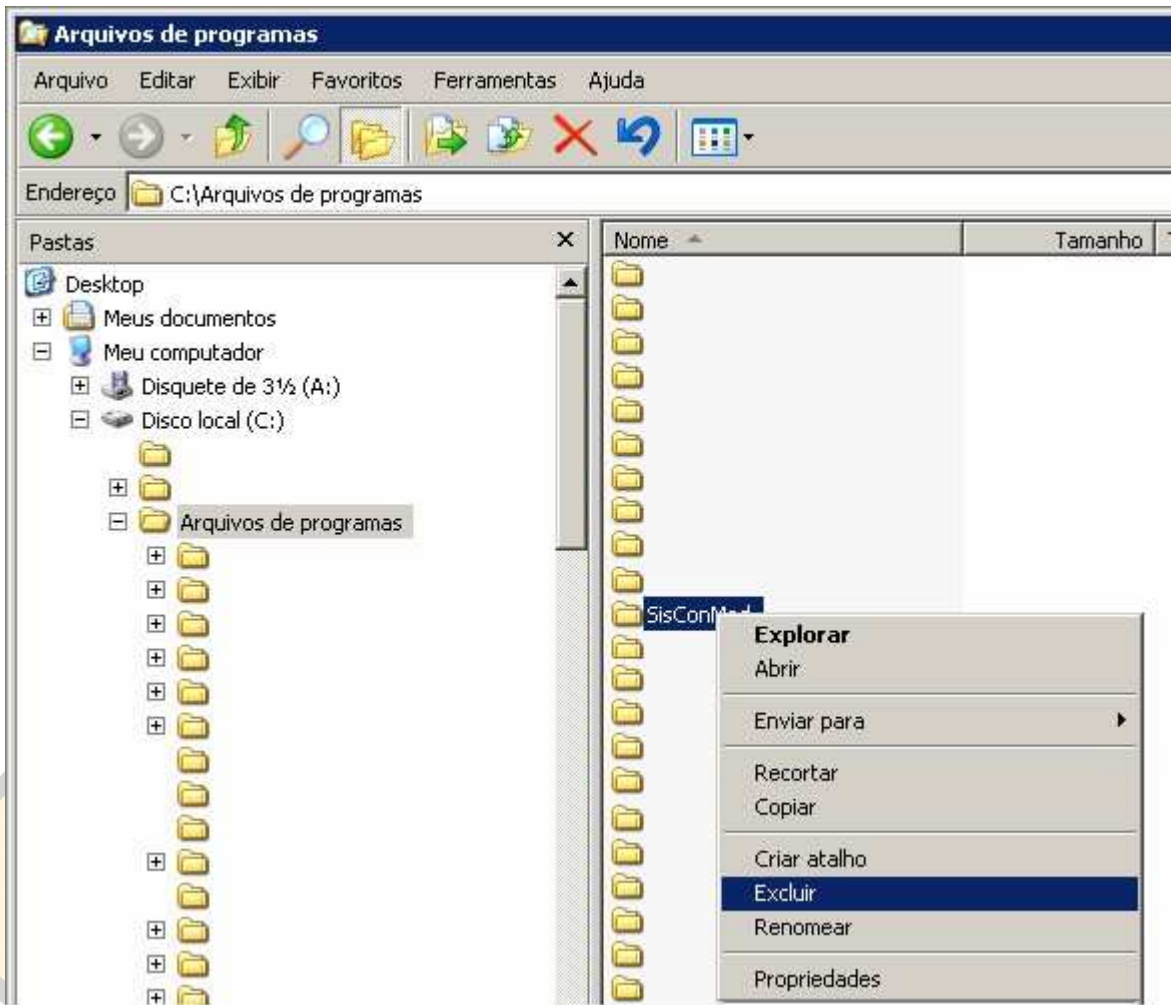 Arquivos de programas
Arquivo Editar Exibir Favoritos Ferramentas Ajuda
Endereço C:\Arquivos de programas
Pastas
Desktop
Meus documentos
Meu computador
Disquete de 3½ (A:)
Disco local (C:)
Arquivos de programas
Nome Tamanho
SisConMed
Explorar
Abrir
Enviar para
Recortar
Copiar
Criar atalho
Excluir
Renomear
Propriedades